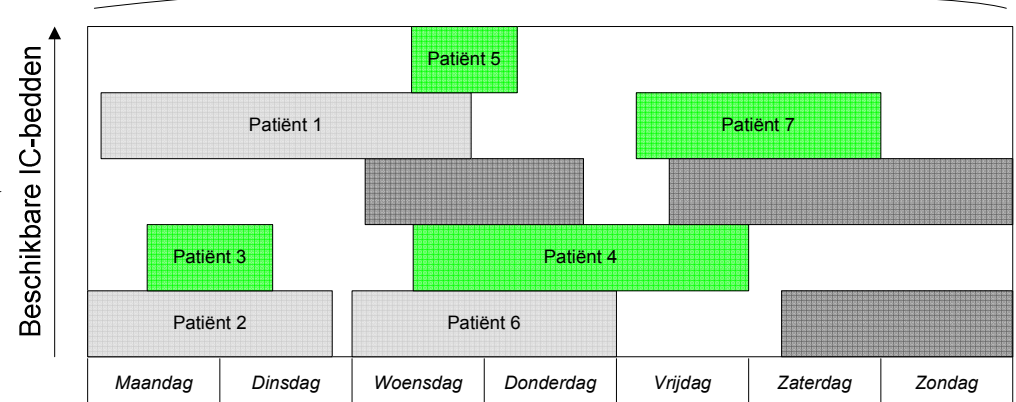 Beschikbare IC-bedden
Patiënt 5
Patiënt 1
Patiënt 7
Patiënt 3
Patiënt 4
Patiënt 2
Patiënt 6
Maandag
Dinsdag
Woensdag
Donderdag
Vrijdag
Zaterdag
Zondag